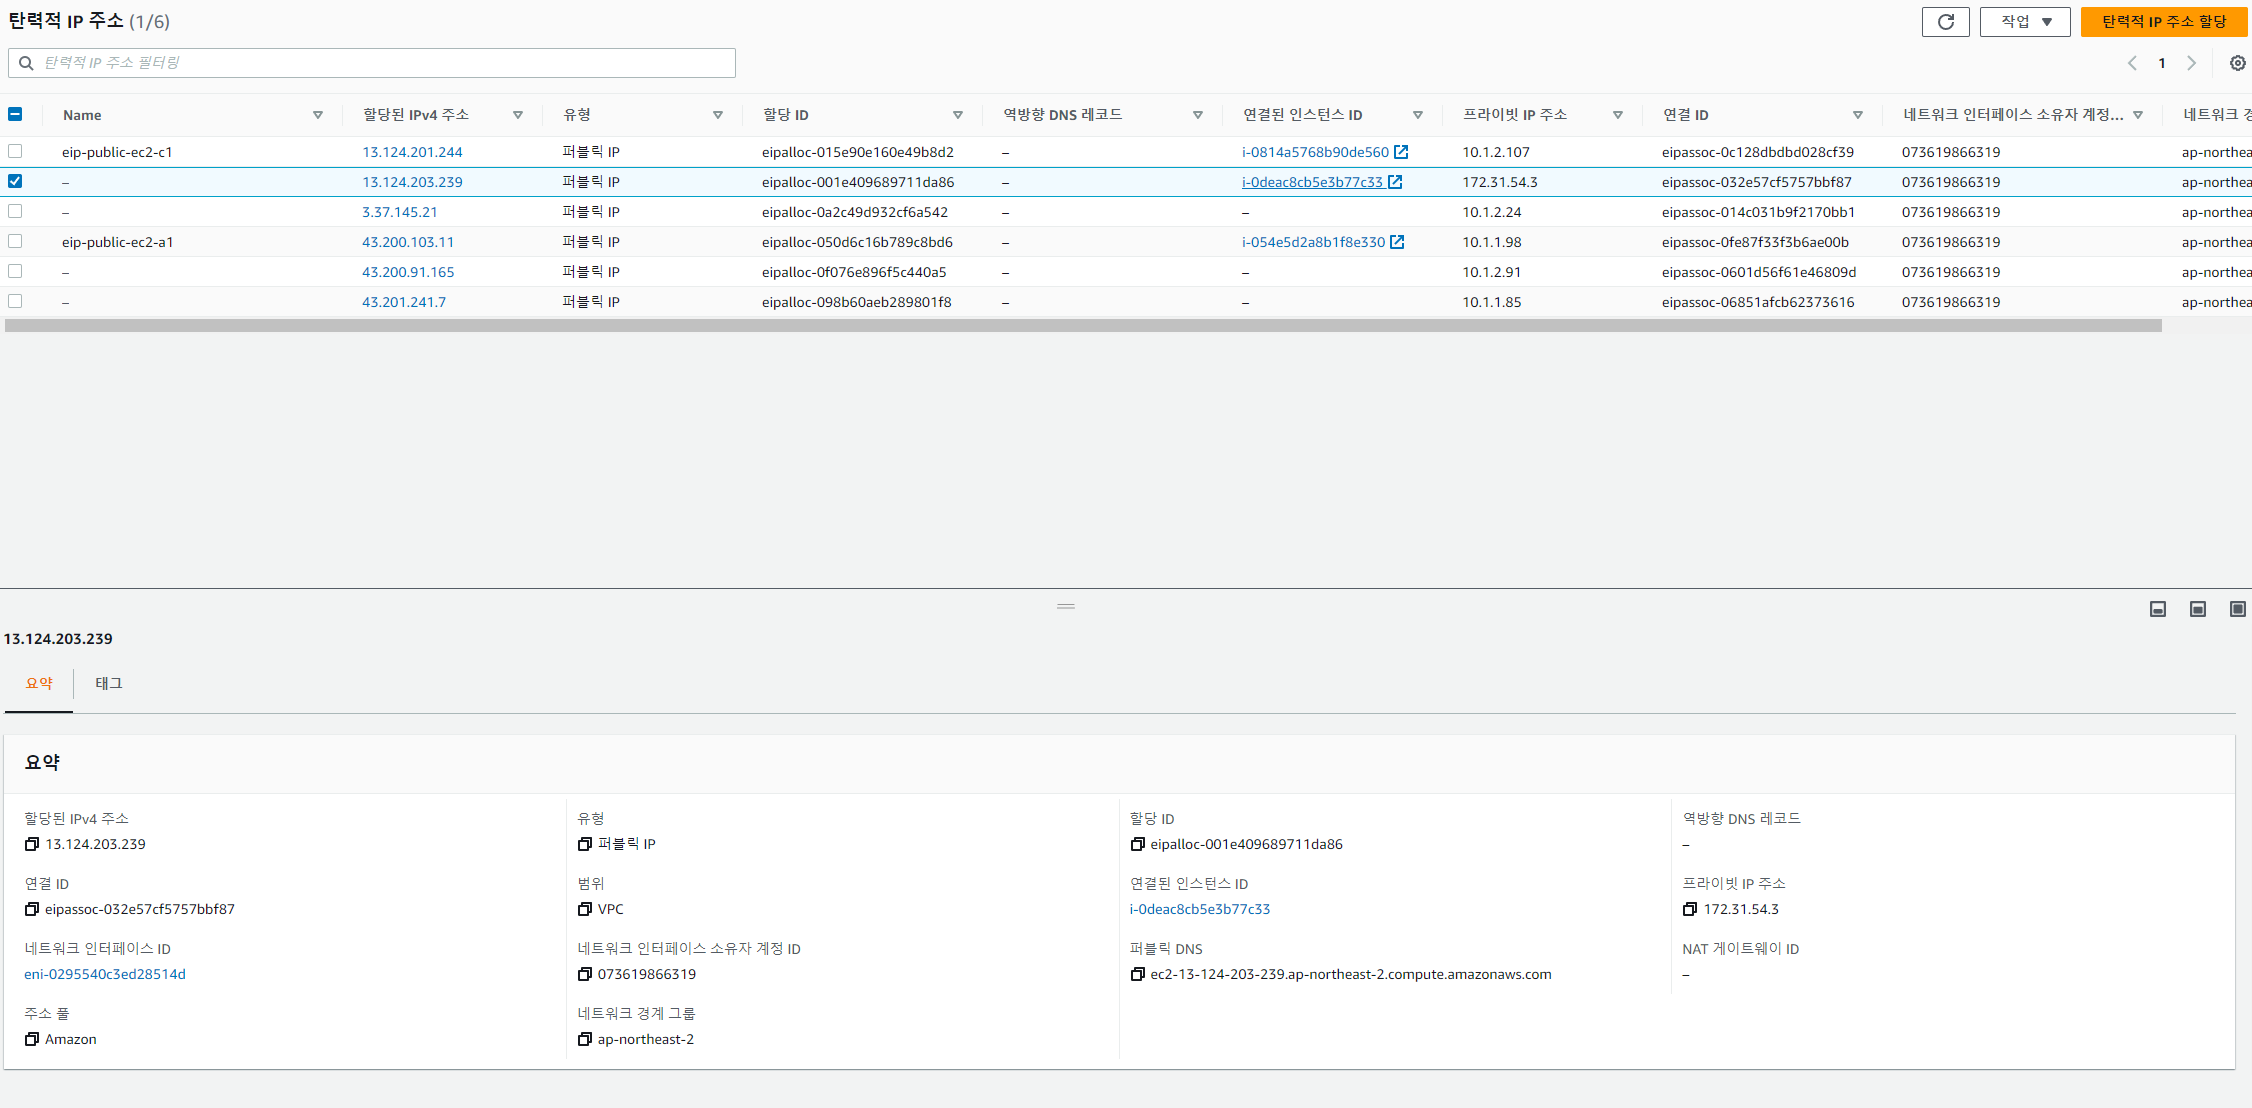 탄력적 IP 주소 (1/6)
작업
탄력적 IP 주소 할당
탄력적 IP 주소 필터링
1
Name 할당된 IPv4 주소 유형 할당 ID 역방향 DNS 레코드 연결된 인스턴스 ID 프라이빗 IP 주소 연결 ID 네트워크 인터페이스 소유자 계정... 네트워크 경
eip-public-ec2-c1 13.124.201.244 퍼블릭 IP eipalloc-015e90e160e49b8d2 – i-0814a5768b90de560 10.1.2.107 eipassoc-0c128dbdbd028cf39 073619866319 ap-northea
– 13.124.203.239 퍼블릭 IP eipalloc-001e409689711da86 – i-0deac8cb5e3b77c33 172.31.54.3 eipassoc-032e57cf5757bbf87 073619866319 ap-northea
– 3.37.145.21 퍼블릭 IP eipalloc-0a2c49d932cf6a542 – – 10.1.2.24 eipassoc-014c031b9f2170bb1 073619866319 ap-northea
eip-public-ec2-a1 43.200.103.11 퍼블릭 IP eipalloc-050d6c16b789c8bd6 – i-054e5d2a8b1f8e330 10.1.1.98 eipassoc-0fe87f33f3b6ae00b 073619866319 ap-northea
– 43.200.91.165 퍼블릭 IP eipalloc-0f076e896f5c440a5 – – 10.1.2.91 eipassoc-0601d56f61e46809d 073619866319 ap-northea
– 43.201.241.7 퍼블릭 IP eipalloc-098b60aeb289801f8 – – 10.1.1.85 eipassoc-06851afcb62373616 073619866319 ap-northea
13.124.203.239
요약 태그
요약
할당된 IPv4 주소 유형 할당 ID 역방향 DNS 레코드
13.124.203.239 퍼블릭 IP eipalloc-001e409689711da86 –
연결 ID 범위 연결된 인스턴스 ID 프라이빗 IP 주소
eipassoc-032e57cf5757bbf87 VPC i-0deac8cb5e3b77c33 172.31.54.3
네트워크 인터페이스 ID 네트워크 인터페이스 소유자 계정 ID 퍼블릭 DNS NAT 게이트웨이 ID
eni-0295540c3ed28514d 073619866319 ec2-13-124-203-239.ap-northeast-2.compute.amazonaws.com –
주소 풀 네트워크 경계 그룹
Amazon ap-northeast-2